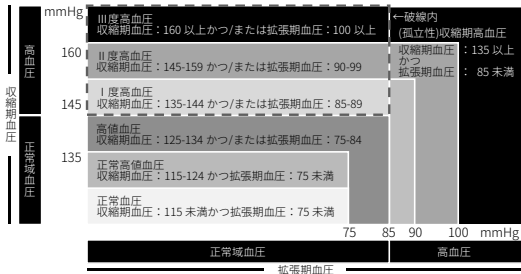 mmHg
Ⅲ度高血圧
収縮期血圧：160 以上かつ/または拡張期血圧：100 以上
←破線内
(孤立性)収縮期高血圧
収縮期血圧：135 以上
かつ
拡張期血圧： 85 未満
高血圧
160
Ⅱ度高血圧
収縮期血圧：145-159 かつ/または拡張期血圧：90-99
Ⅰ度高血圧
収縮期血圧：135-144 かつ/または拡張期血圧：85-89
収縮期血圧
145
高値血圧
収縮期血圧：125-134 かつ/または拡張期血圧：75-84
正常域血圧
135
正常高値血圧
収縮期血圧：115-124 かつ拡張期血圧：75 未満
正常血圧
収縮期血圧：115 未満かつ拡張期血圧：75 未満
75 85 90 100 mmHg
正常域血圧 高血圧
拡張期血圧